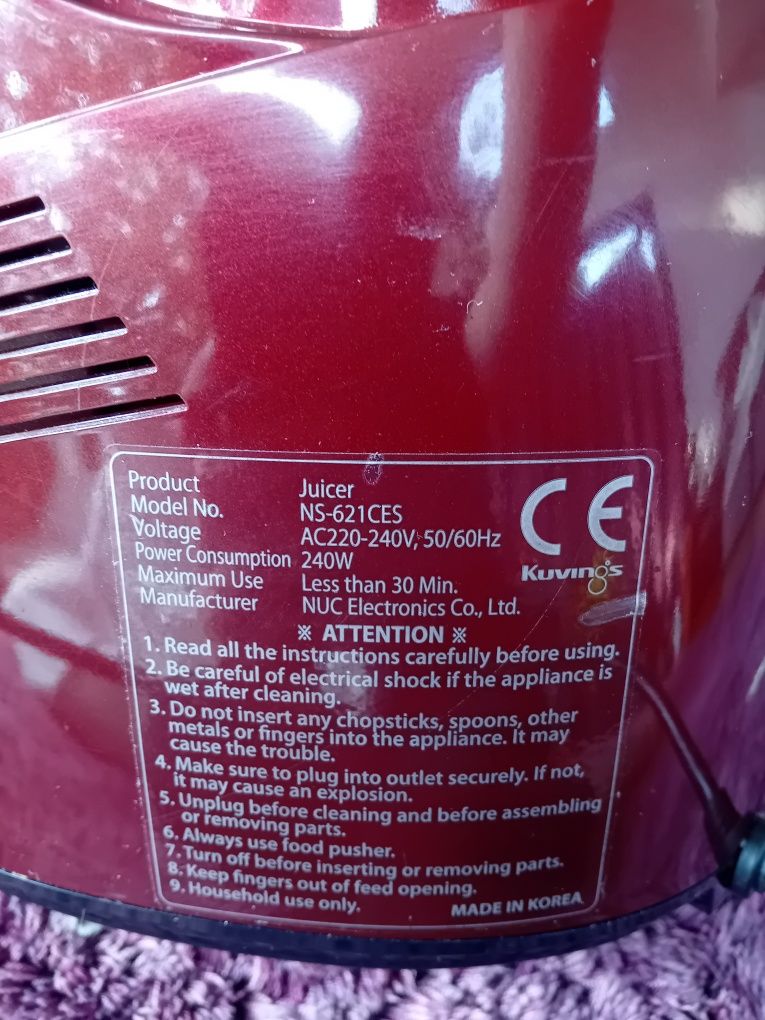 Product Juicer
Model No. NS-621CES
Voltage AC220-240V, 50/60Hz
Power Consumption 240W
Maximum Use Less than 30 Min.
Manufacturer NUC Electronics Co., Ltd.
CE
Kuvings
※ ATTENTION ※
1. Read all the instructions carefully before using.
2. Be careful of electrical shock if the appliance is
wet after cleaning.
3. Do not insert any chopsticks, spoons, other
metals or fingers into the appliance. It may
cause the trouble.
4. Make sure to plug into outlet securely. If not,
it may cause an explosion.
5. Unplug before cleaning and before assembling
or removing parts.
6. Always use food pusher.
7. Turn off before inserting or removing parts.
8. Keep fingers out of feed opening.
9. Household use only.
MADE IN KOREA